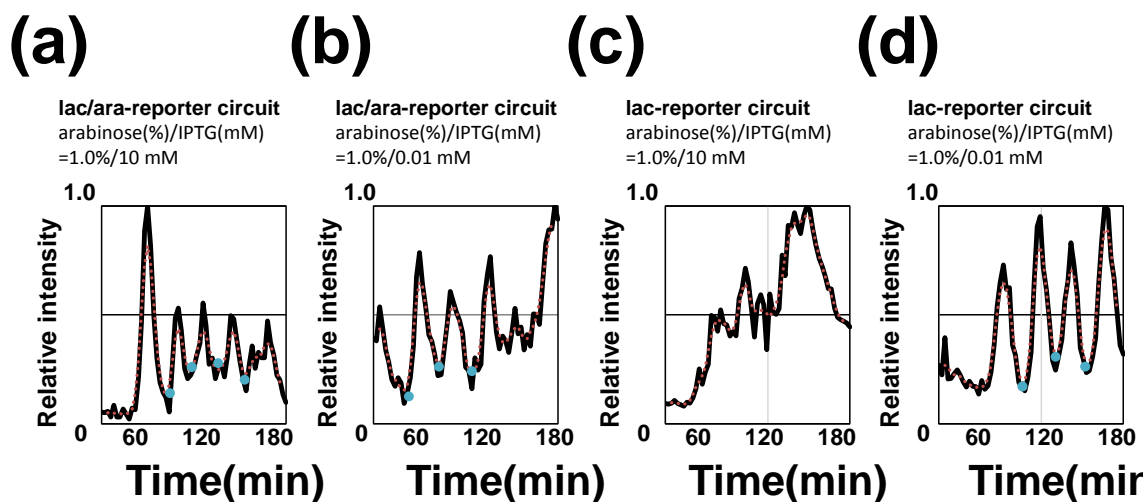 (a)
(b)
(c)
(d)
lac/ara-reporter circuit
arabinose(%)/IPTG(mM)
=1.0%/10 mM
lac/ara-reporter circuit
arabinose(%)/IPTG(mM)
=1.0%/0.01 mM
lac-reporter circuit
arabinose(%)/IPTG(mM)
=1.0%/10 mM
lac-reporter circuit
arabinose(%)/IPTG(mM)
=1.0%/0.01 mM
1.0
Relative intensity
0
60 120 180
Time(min)
1.0
Relative intensity
0
60 120 180
Time(min)
1.0
Relative intensity
0
60 120 180
Time(min)
1.0
Relative intensity
0
60 120 180
Time(min